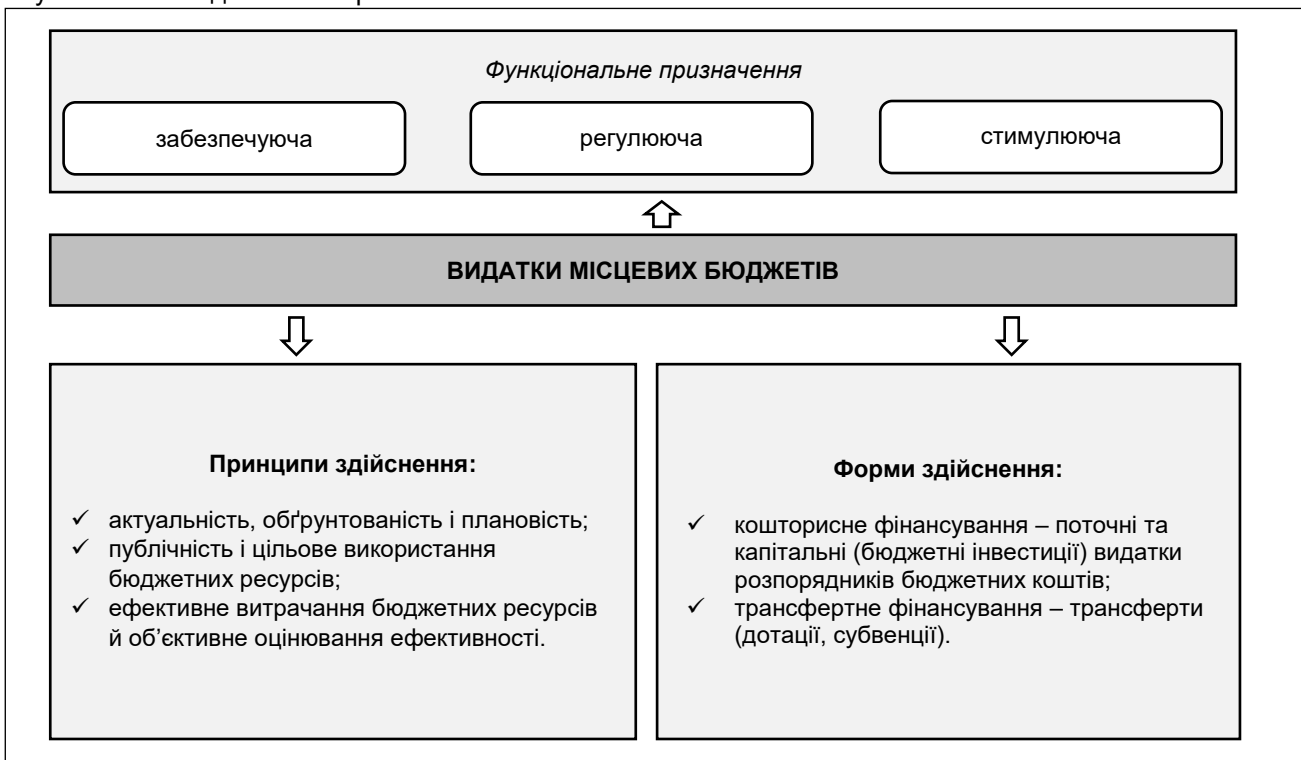 Функціональне призначення
забезпечуюча
регулююча
стимулююча
ВИДАТКИ МІСЦЕВИХ БЮДЖЕТІВ
Принципи здійснення:
✓ актуальність, обґрунтованість і плановість;
✓ публічність і цільове використання
бюджетних ресурсів;
✓ ефективне витрачання бюджетних ресурсів
й об’єктивне оцінювання ефективності.
Форми здійснення:
✓ кошторисне фінансування – поточні та
капітальні (бюджетні інвестиції) видатки
розпорядників бюджетних коштів;
✓ трансфертне фінансування – трансферти
(дотації, субвенції).